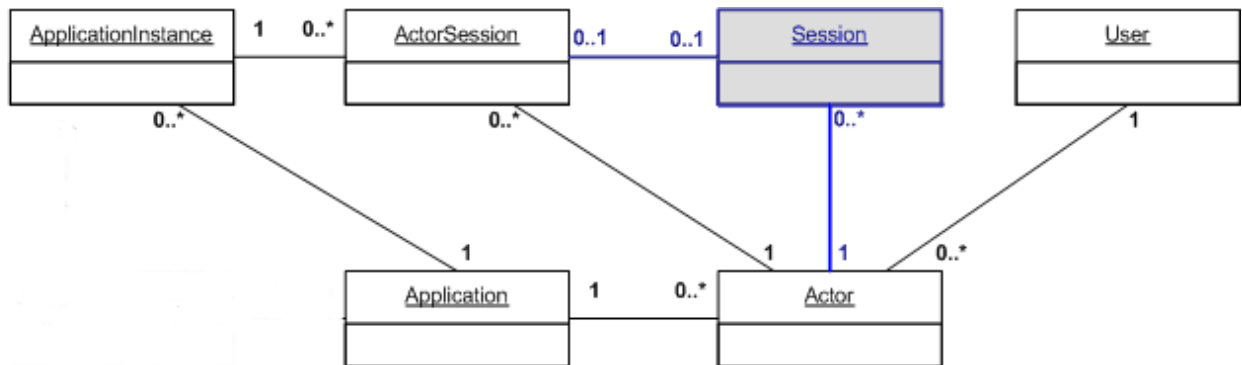 ApplicationInstance 1 0..* ActorSession 0..1 0..1 Session User
0..* 0..* 0..* 1
1 1 1 0..*
Application 1 0..* Actor